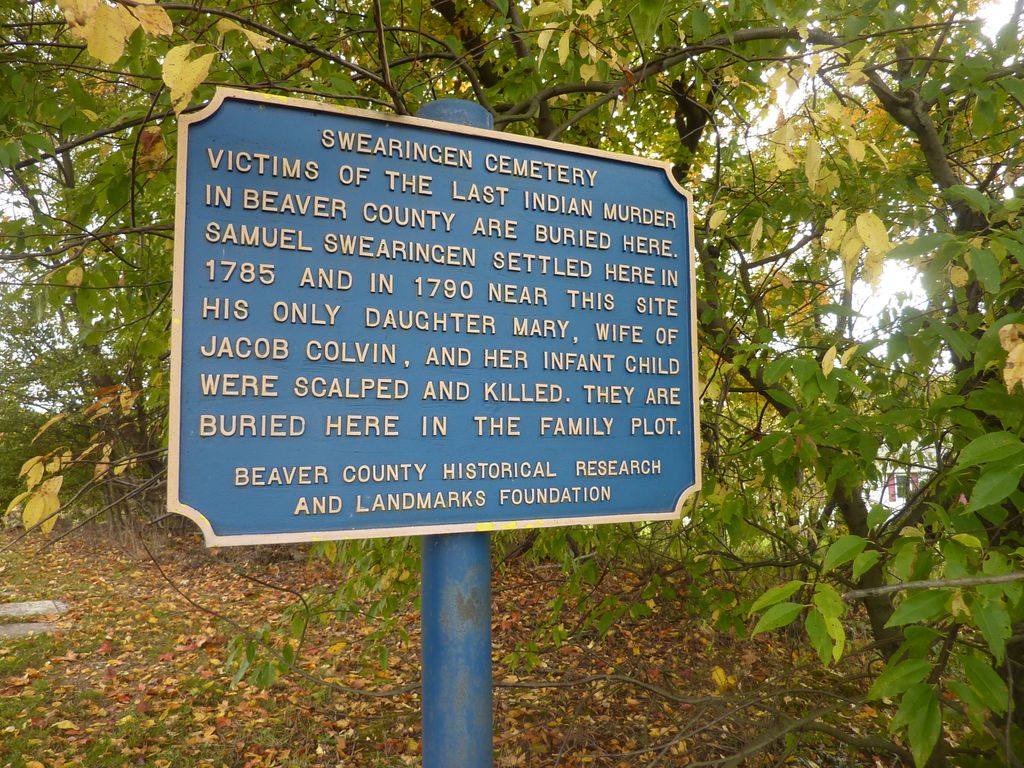 SWEARINGEN CEMETERY
VICTIMS OF THE LAST INDIAN MURDER
IN BEAVER COUNTY ARE BURIED HERE.
SAMUEL SWEARINGEN SETTLED HERE IN
1785 AND IN 1790 NEAR THIS SITE
HIS ONLY DAUGHTER MARY, WIFE OF
JACOB COLVIN, AND HER INFANT CHILD
WERE SCALPED AND KILLED. THEY ARE
BURIED HERE IN THE FAMILY PLOT.
BEAVER COUNTY HISTORICAL RESEARCH
AND LANDMARKS FOUNDATION